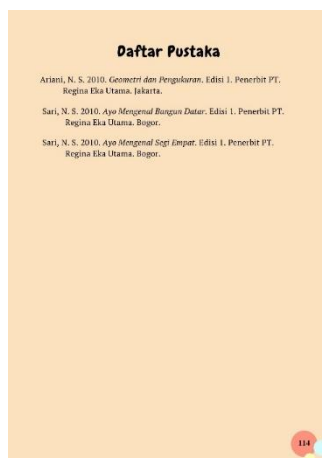 Daftar Pustaka
Ariani, N. S. 2010. Geometri dan Pengukuran. Edisi 1. Penerbit PT.
Regina Eka Utama. Jakarta.
Sari, N. S. 2010. Ayo Mengenal Bangun Datar. Edisi 1. Penerbit PT.
Regina Eka Utama. Bogor.
Sari, N. S. 2010. Ayo Mengenal Segi Empat. Edisi 1. Penerbit PT.
Regina Eka Utama. Bogor.
114